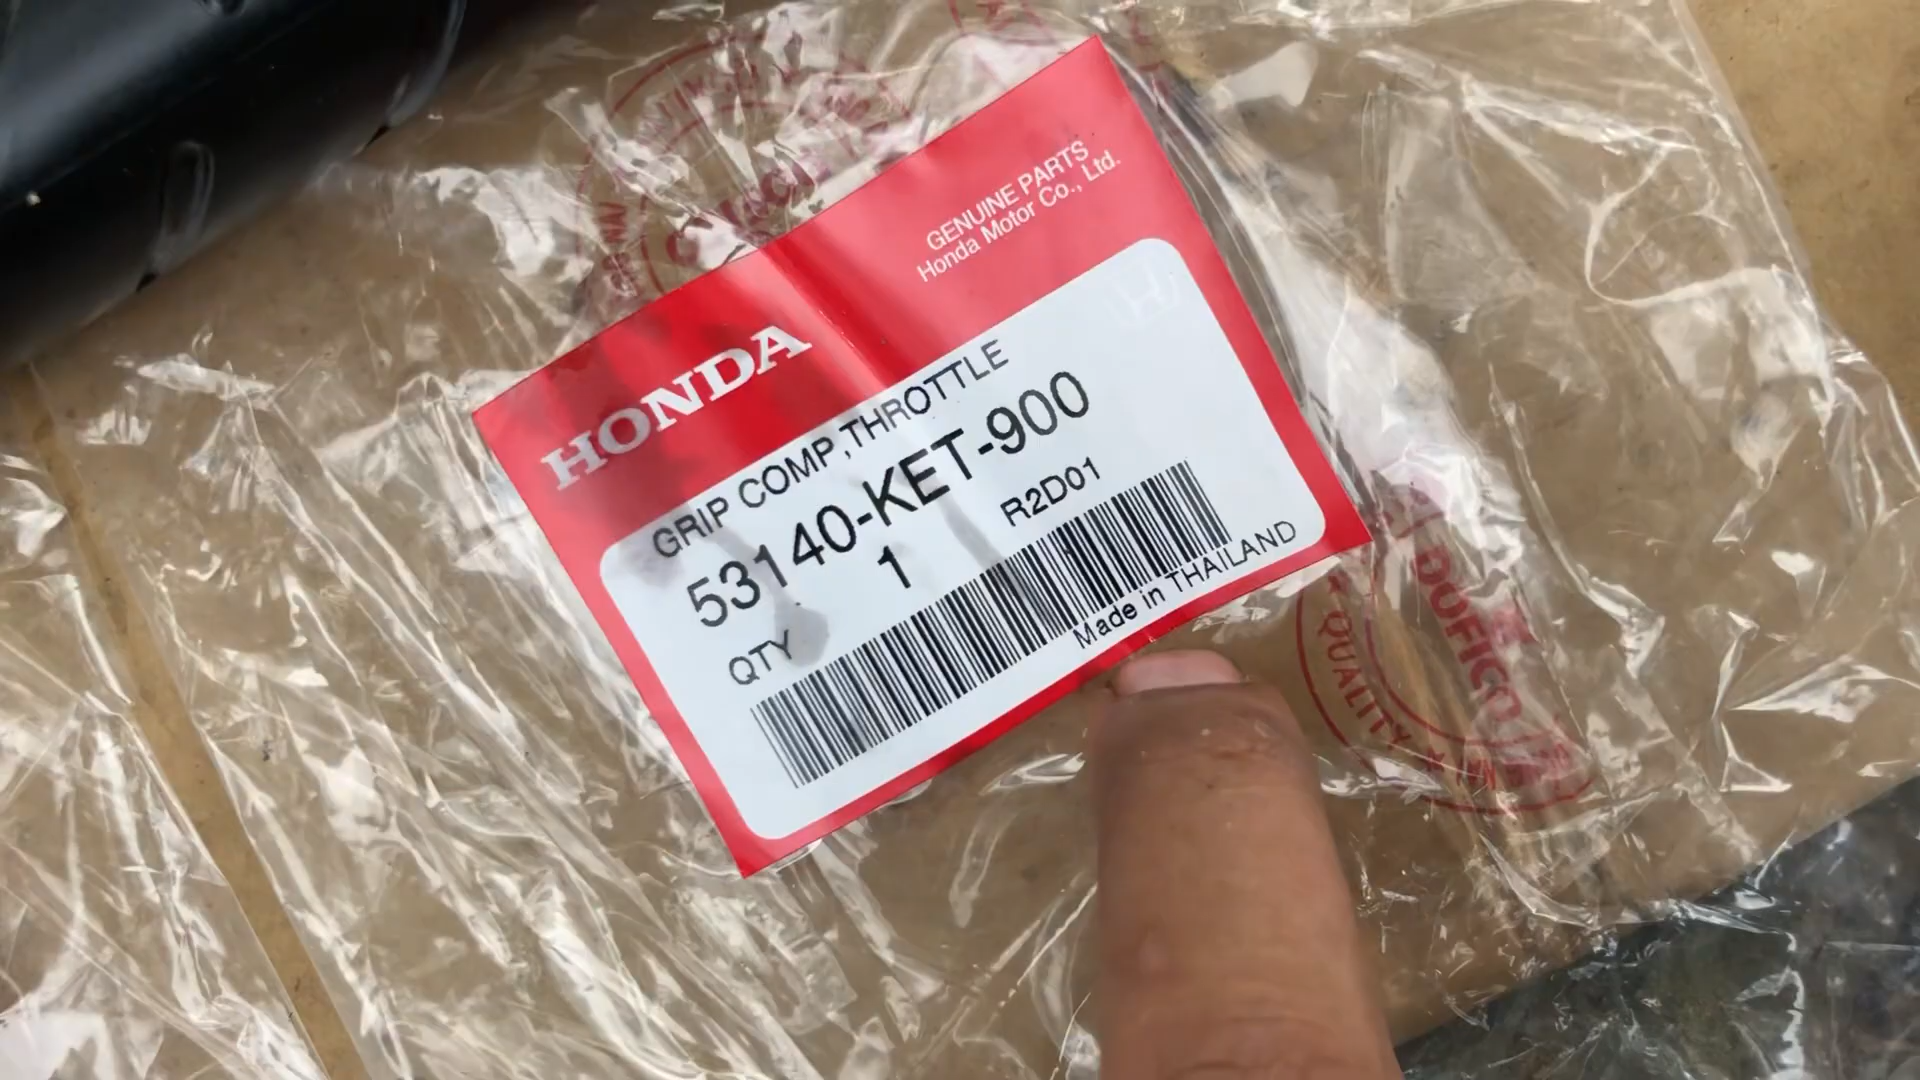 HONDA
GENUINE PARTS
Honda Motor Co., Ltd.
GRIP COMP,THROTTLE
53140-KET-900
1
R2D01
QTY
Made in THAILAND
QUALITY